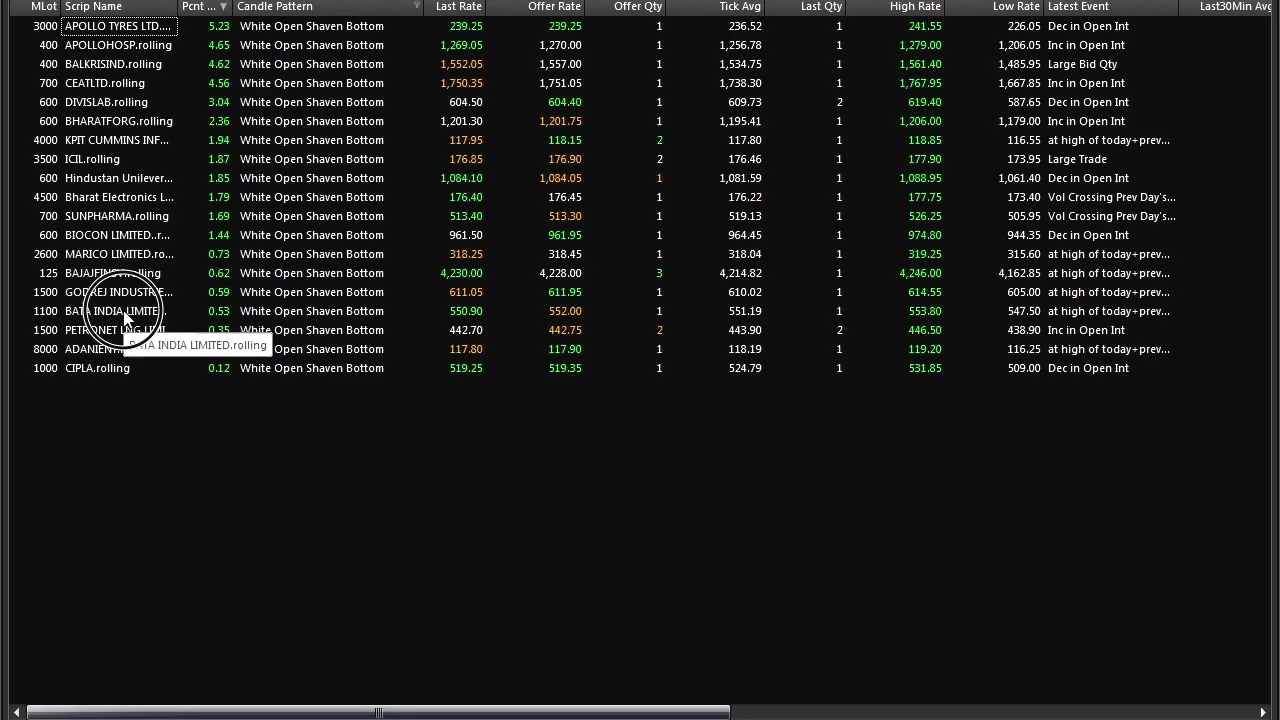 MLot Scrip Name Pcnt ... Candle Pattern Last Rate Offer Rate Offer Qty Tick Avg Last Qty High Rate Low Rate Latest Event Last30Min Avg
3000 APOLLO TYRES LTD.... 5.23 White Open Shaven Bottom 239.25 239.25 1 236.52 1 241.55 226.05 Dec in Open Int
400 APOLLOHOSP.rolling 4.65 White Open Shaven Bottom 1,269.05 1,270.00 1 1,256.78 1 1,279.00 1,206.05 Inc in Open Int
400 BALKRISIND.rolling 4.62 White Open Shaven Bottom 1,552.05 1,557.00 1 1,534.75 1 1,561.40 1,485.95 Large Bid Qty
700 CEATLTD.rolling 4.56 White Open Shaven Bottom 1,750.35 1,751.05 1 1,738.30 1 1,767.95 1,667.85 Inc in Open Int
600 DIVISLAB.rolling 3.04 White Open Shaven Bottom 604.50 604.40 1 609.73 2 619.40 587.65 Dec in Open Int
600 BHARATFORG.rolling 2.36 White Open Shaven Bottom 1,201.30 1,201.75 1 1,195.41 1 1,206.00 1,179.00 Inc in Open Int
4000 KPIT CUMMINS INF... 1.94 White Open Shaven Bottom 117.95 118.15 2 117.80 1 118.85 116.55 at high of today+prev...
3500 ICIL.rolling 1.87 White Open Shaven Bottom 176.85 176.90 2 176.46 1 177.90 173.95 Large Trade
600 Hindustan Unilever... 1.85 White Open Shaven Bottom 1,084.10 1,084.05 1 1,081.59 1 1,088.95 1,061.40 Dec in Open Int
4500 Bharat Electronics L... 1.79 White Open Shaven Bottom 176.40 176.45 1 176.22 1 177.75 173.40 Vol Crossing Prev Day's...
700 SUNPHARMA.rolling 1.69 White Open Shaven Bottom 513.40 513.30 1 519.13 1 526.25 505.95 Vol Crossing Prev Day's...
600 BIOCON LIMITED..r... 1.44 White Open Shaven Bottom 961.50 961.95 1 964.45 1 974.80 944.35 Dec in Open Int
2600 MARICO LIMITED.ro... 0.73 White Open Shaven Bottom 318.25 318.45 1 318.04 1 319.25 315.60 at high of today+prev...
125 0.62 White Open Shaven Bottom 4,230.00 4,228.00 3 4,214.82 1 4,246.00 4,162.85 at high of today+prev...
1500 GODREJ INDUSTRIE... 0.59 White Open Shaven Bottom 611.05 611.95 1 610.02 1 614.55 605.00 at high of today+prev...
1100 BATA INDIA LIMITE... 0.53 White Open Shaven Bottom 550.90 552.00 1 551.19 1 553.80 547.50 at high of today+prev...
1500 PETRONET LNG LIMI... 0.35 White Open Shaven Bottom 442.70 442.75 2 443.90 2 446.50 438.90 Inc in Open Int
BATA INDIA LIMITED.rolling
8000 White Open Shaven Bottom 117.80 117.90 1 118.19 1 119.20 116.25 at high of today+prev...
1000 CIPLA.rolling 0.12 White Open Shaven Bottom 519.25 519.35 1 524.79 1 531.85 509.00 Dec in Open Int